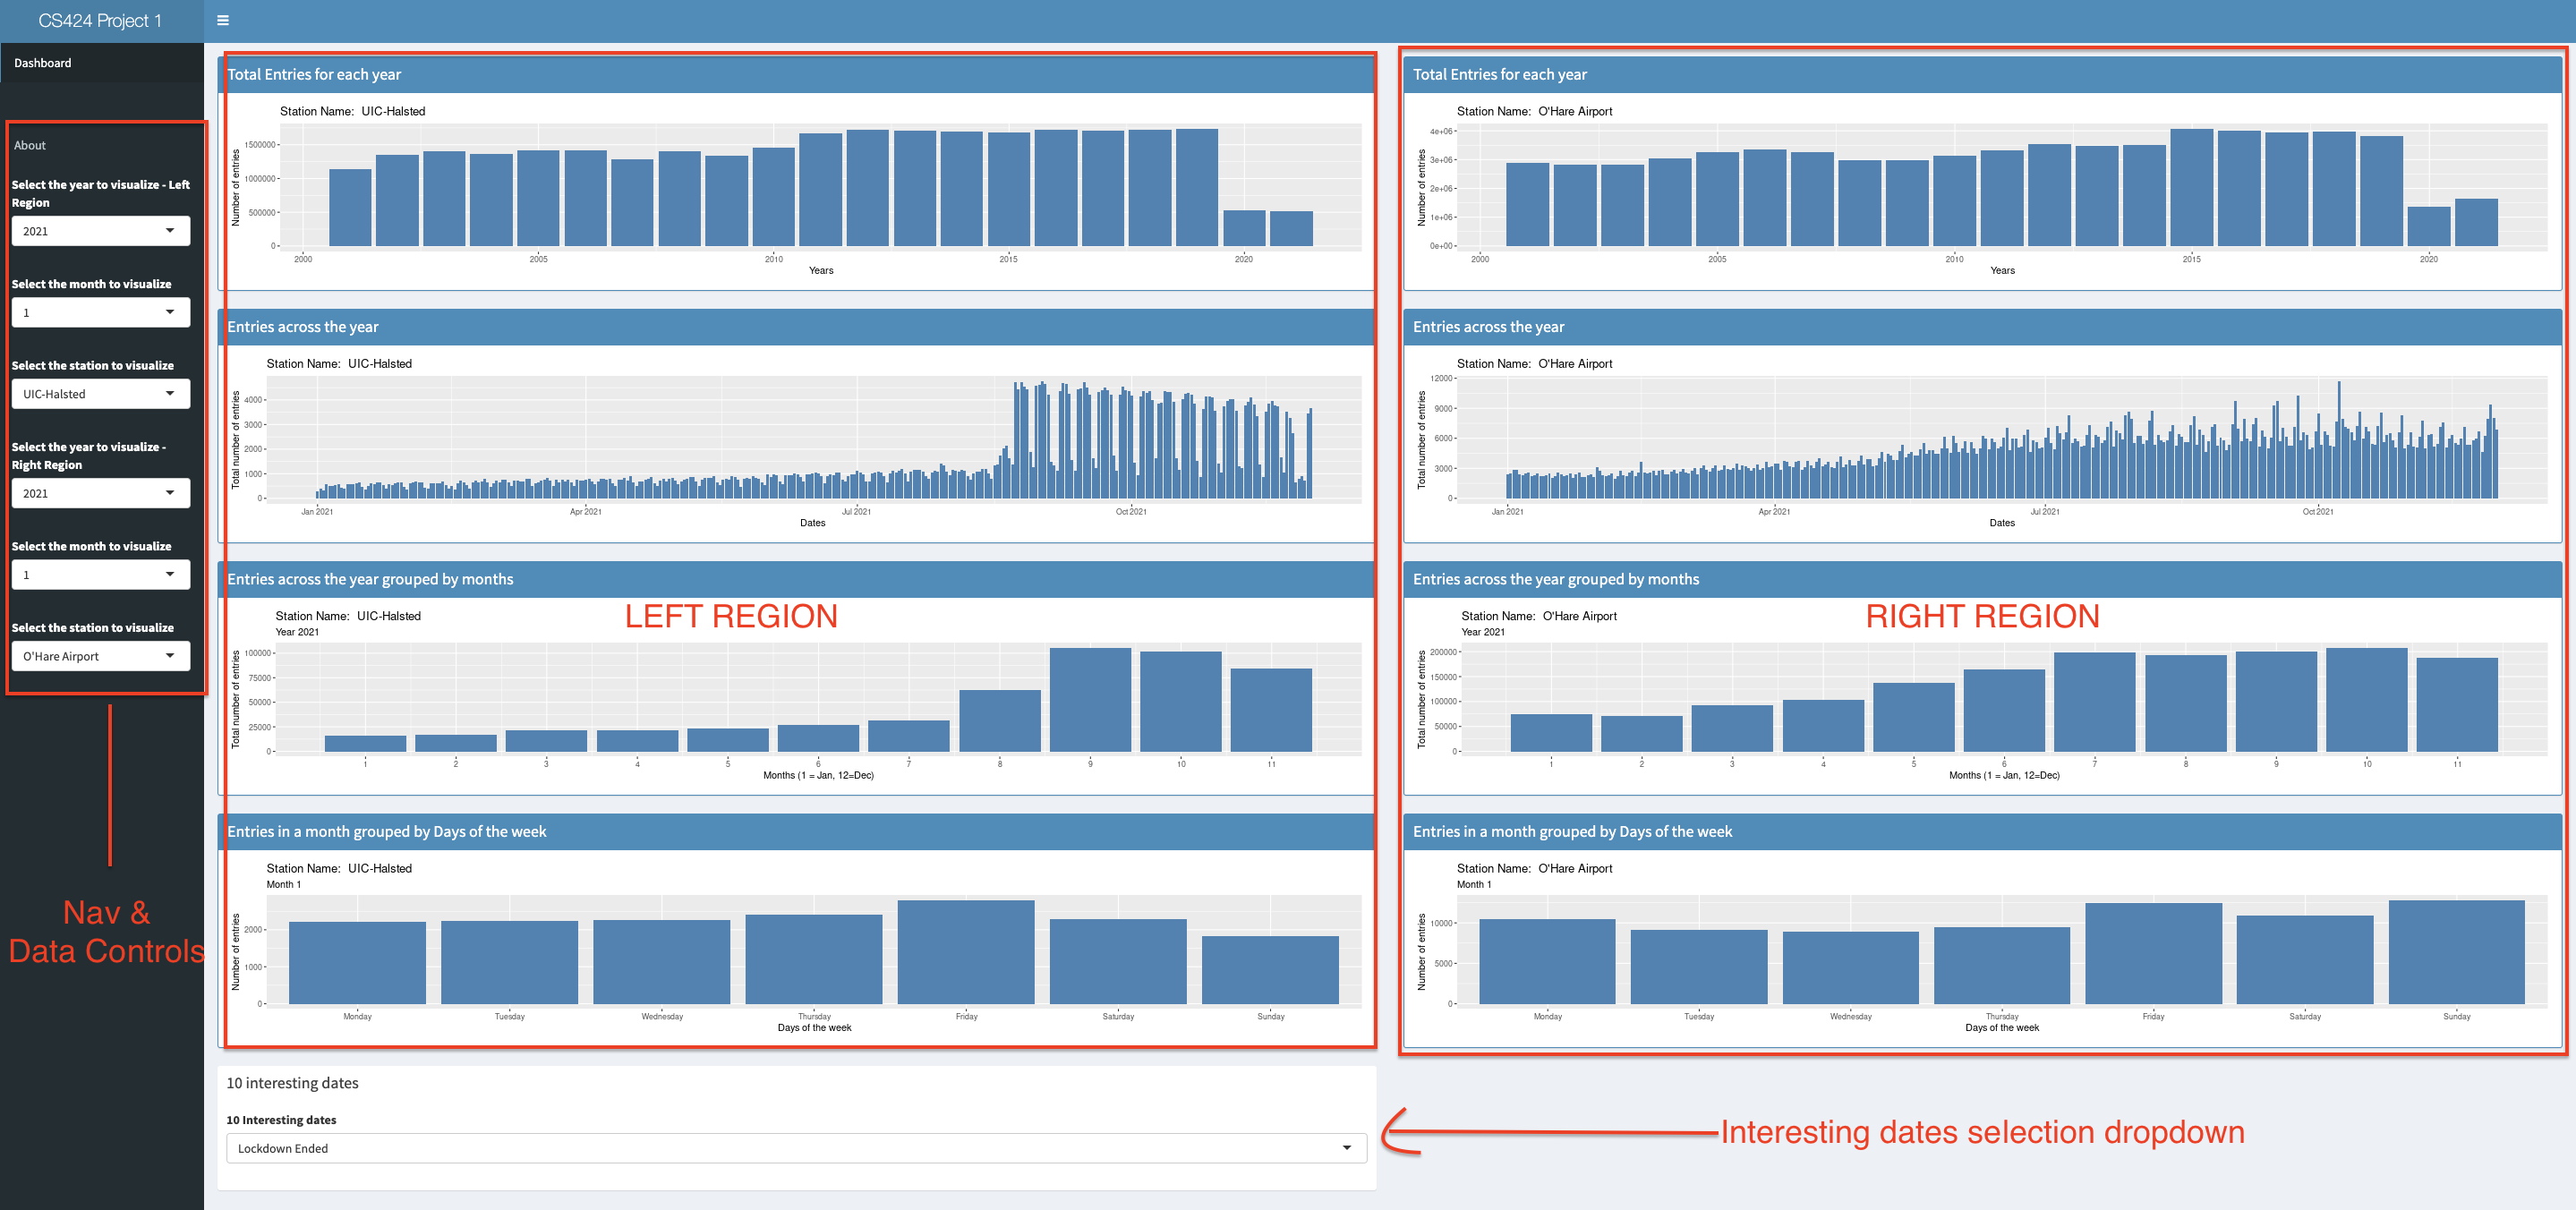 CS424 Project 1
Dashboard
About
Select the year to visualize - Left
Region
2021
Select the month to visualize
1
Select the station to visualize
UIC-Halsted
Select the year to visualize -
Right Region
2021
Select the month to visualize
1
Select the station to visualize
O'Hare Airport
Nav &
Data Controls
Total Entries for each year
Station Name: UIC-Halsted
Number of entries
1500000
1000000
500000
0
2000 2005 2010 2015 2020
Years
Entries across the year
Station Name: UIC-Halsted
Total number of entries
4000
3000
2000
1000
0
Jan 2021 Apr 2021 Jul 2021 Oct 2021
Dates
Entries across the year grouped by months
LEFT REGION
Station Name: UIC-Halsted
Year 2021
Total number of entries
100000
75000
50000
25000
0
1 2 3 4 5 6 7 8 9 10 11
Months (1 = Jan, 12=Dec)
Entries in a month grouped by Days of the week
Station Name: UIC-Halsted
Month 1
Number of entries
2000
1000
0
Monday Tuesday Wednesday Thursday Friday Saturday Sunday
Days of the week
10 interesting dates
10 Interesting dates
Lockdown Ended
Total Entries for each year
Station Name: O'Hare Airport
Number of entries
4e+06
3e+06
2e+06
1e+06
0e+00
2000 2005 2010 2015 2020
Years
Entries across the year
Station Name: O'Hare Airport
Total number of entries
12000
9000
6000
3000
0
Jan 2021 Apr 2021 Jul 2021 Oct 2021
Dates
Entries across the year grouped by months
RIGHT REGION
Station Name: O'Hare Airport
Year 2021
Total number of entries
200000
150000
100000
50000
0
1 2 3 4 5 6 7 8 9 10 11
Months (1 = Jan, 12=Dec)
Entries in a month grouped by Days of the week
Station Name: O'Hare Airport
Month 1
Number of entries
10000
5000
0
Monday Tuesday Wednesday Thursday Friday Saturday Sunday
Days of the week
Interesting dates selection dropdown